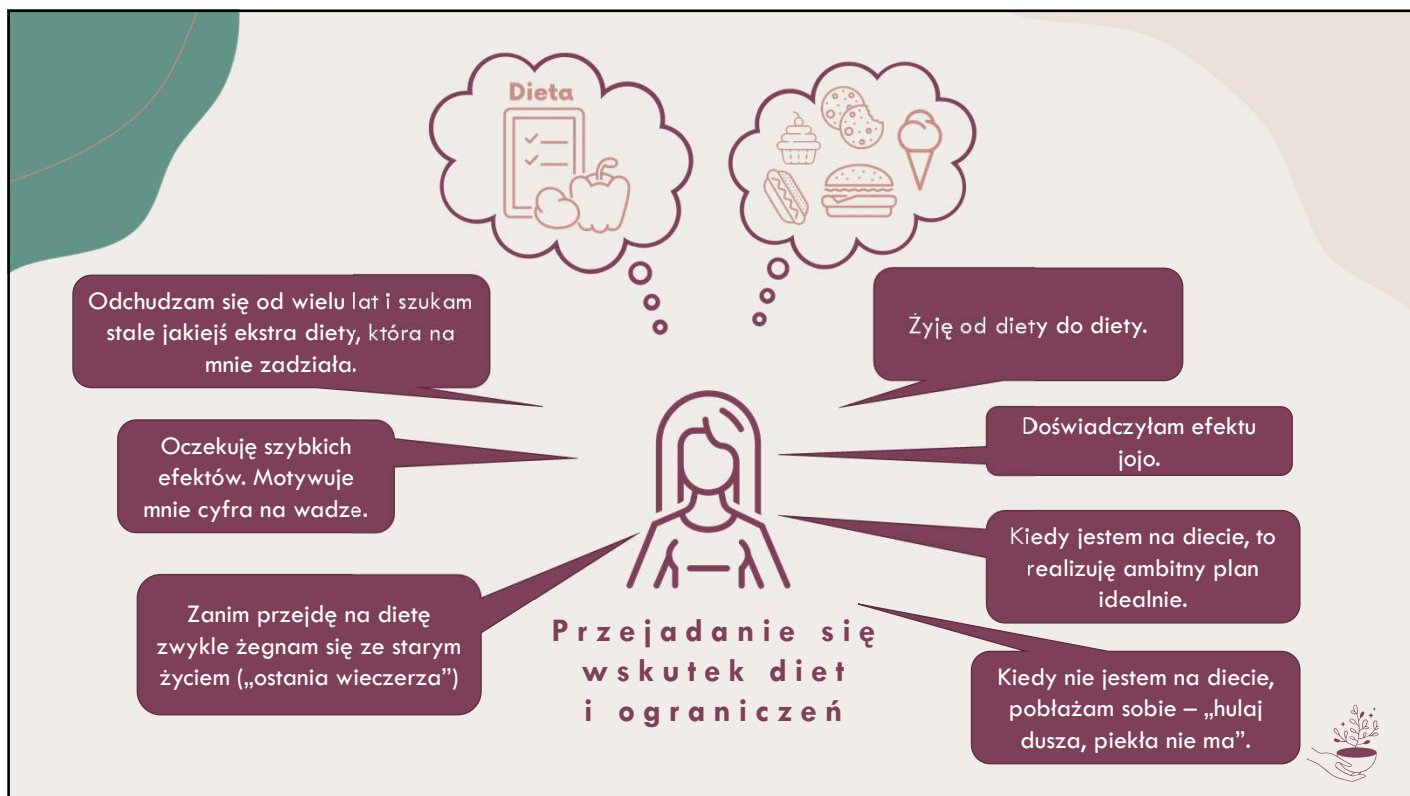 Dieta
Odchudzam się od wielu lat i szukam
stale jakiejś ekstra diety, która na
mnie zadziała.
Żyję od diety do diety.
Oczekuję szybkich
efektów. Motywuje
mnie cyfra na wadze.
Doświadczyłam efektu
jojo.
Kiedy jestem na diecie, to
realizuję ambitny plan
idealnie.
Zanim przejdę na dietę
zwykle żegnam się ze starym
życiem („ostania wieczerza”)
Kiedy nie jestem na diecie,
pobłażam sobie – „hulaj
dusza, piekła nie ma”.
Przejadanie się
wskutek diet
i ograniczeń